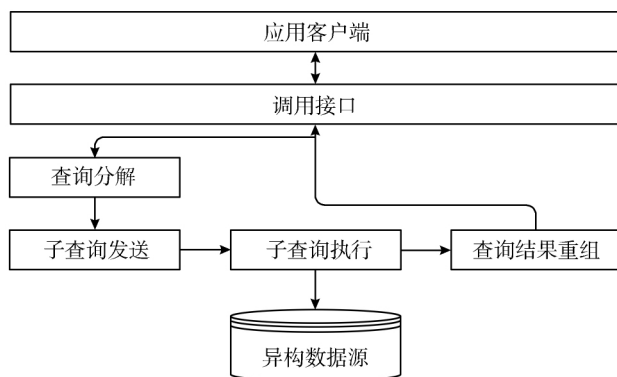 应用客户端
调用接口
查询分解
子查询发送
子查询执行
查询结果重组
异构数据源